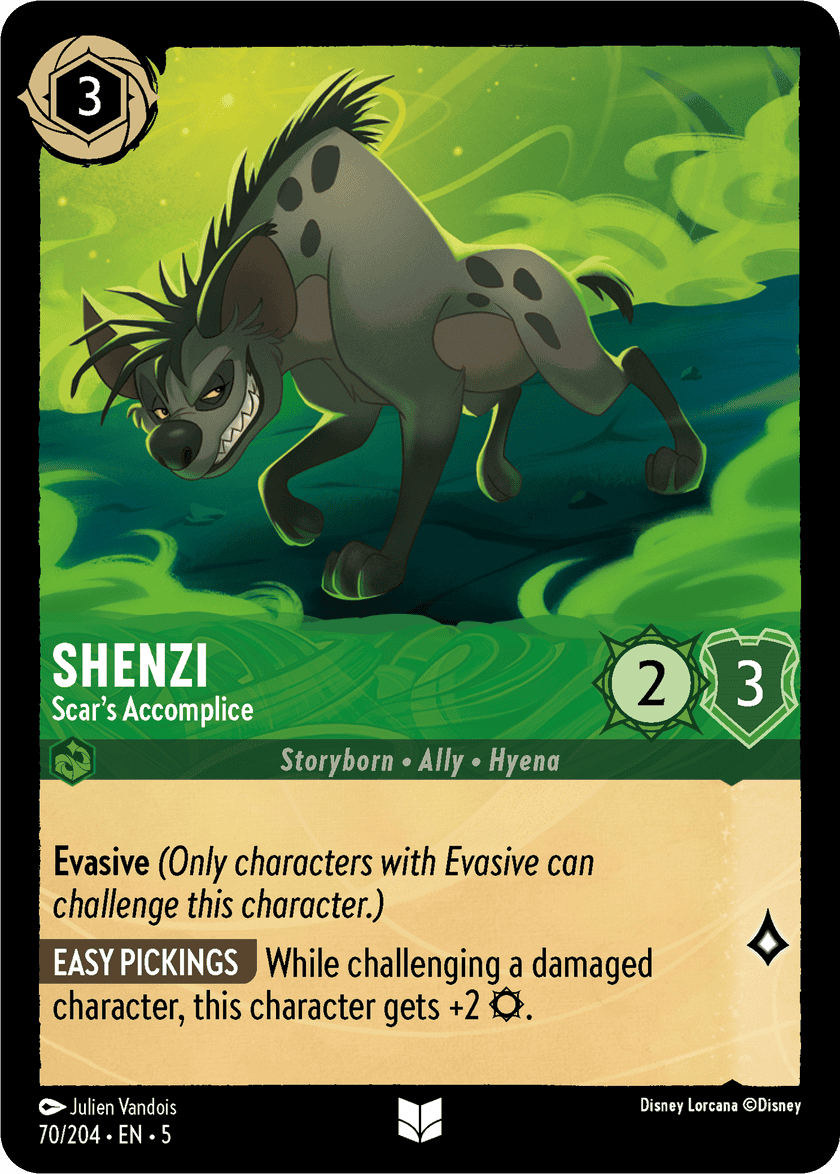 3
SHENZI
Scar's Accomplice
2
3
Storyborn • Ally • Hyena
Evasive (Only characters with Evasive can
challenge this character.)
EASY PICKINGS While challenging a damaged
character, this character gets +2 .
Julien Vandois
Disney Lorcana ©Disney
70/204 • EN • 5